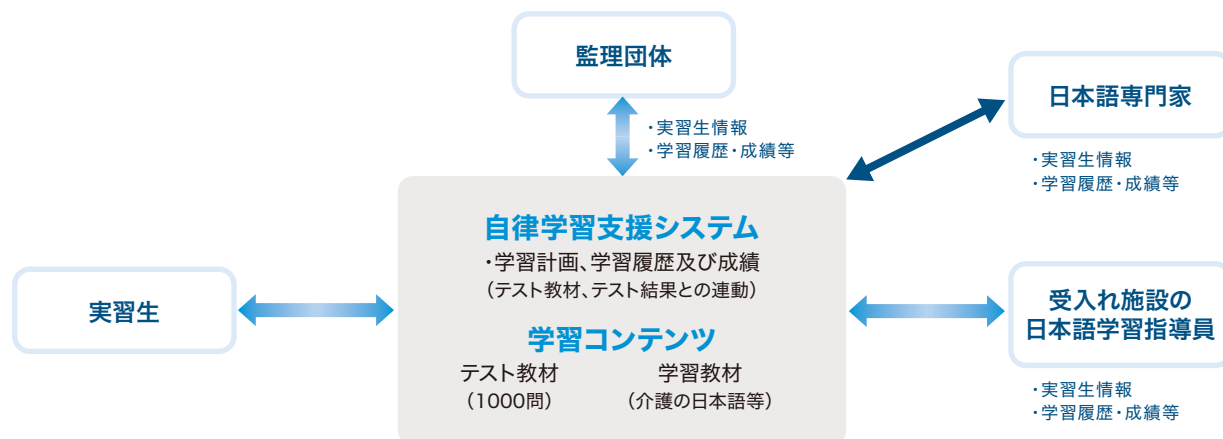 監理団体
・実習生情報
・学習履歴・成績等
日本語専門家
・実習生情報
・学習履歴・成績等
自律学習支援システム
・学習計画、学習履歴及び成績
（テスト教材、テスト結果との連動）
学習コンテンツ
テスト教材
（1000問）
学習教材
（介護の日本語等）
実習生
受入れ施設の
日本語学習指導員
・実習生情報
・学習履歴・成績等